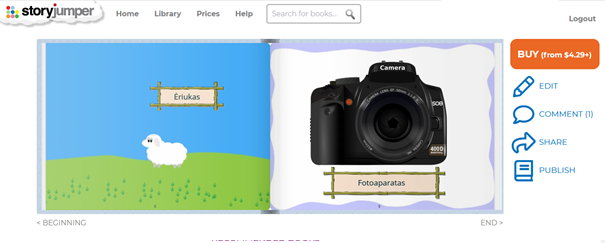 storyjumper
Home Library Prices Help Search for books...
Logout
Ėriukas
Camera
400D
Fotoaparatas
BUY (from $4.29+)
EDIT
COMMENT (1)
SHARE
PUBLISH
< BEGINNING
END >